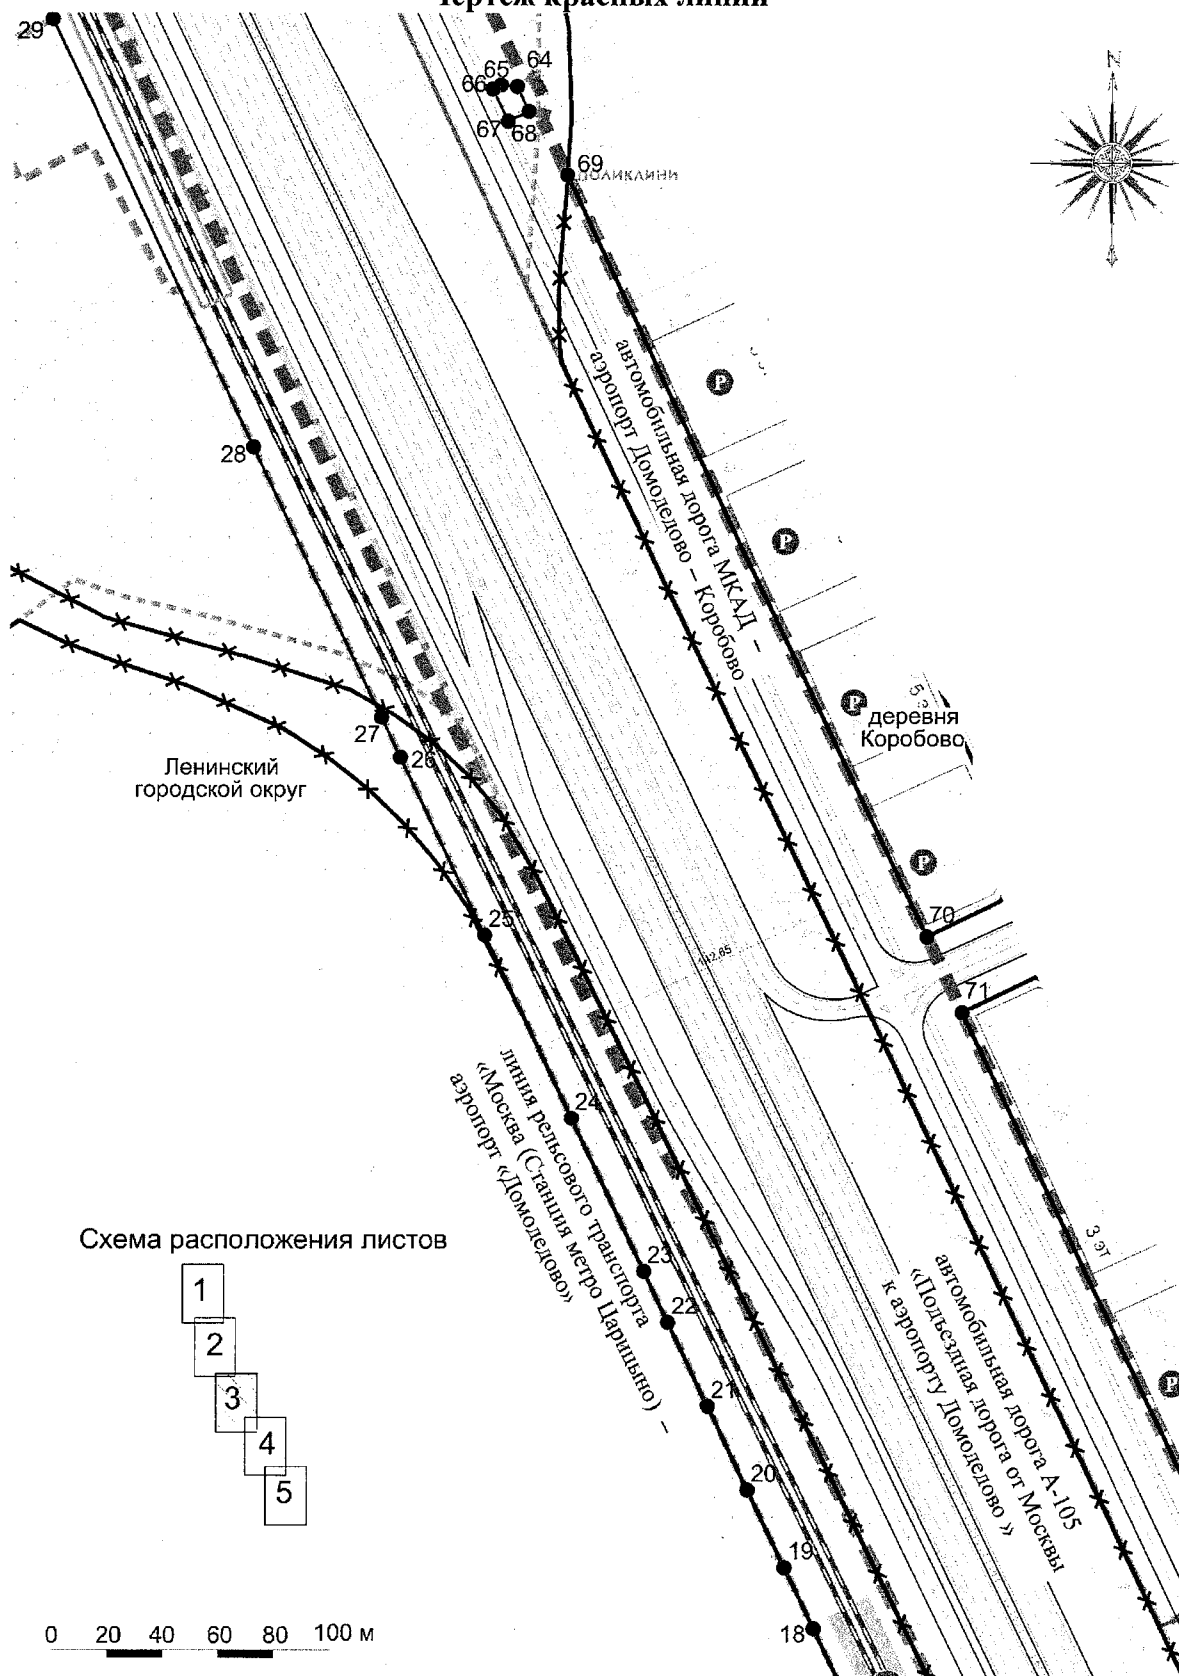 Чертеж красных линий
29
N
65
64
66
67
68
69
ПОЛИКЛИНИ
автомобильная дорога МКАД –
аэропорт Домодедово – Коробово
P
28
P
P
5 э
деревня
Коробово
27
26
Ленинский
городской округ
P
70
25
142.65
71
24
линия рельсового транспорта
«Москва (Станция метро Царицыно) –
аэропорт «Домодедово»
3 эт
Схема расположения листов
1
2
3
4
5
23
22
автомобильная дорога А-105
«Подъездная дорога от Москвы
к аэропорту Домодедово »
P
21
20
19
18
0 20 40 60 80 100 м